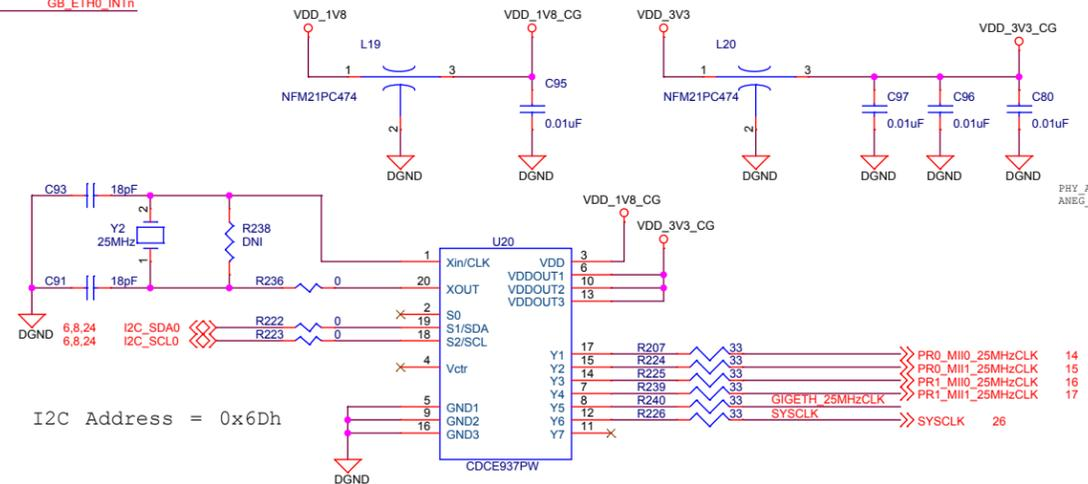 GB_ETH0_INTn
VDD_1V8
VDD_1V8_CG
VDD_3V3
VDD_3V3_CG
L19
L20
1
3
1
3
C95
C97
C96
C80
NFM21PC474
NFM21PC474
0.01uF
0.01uF
0.01uF
0.01uF
2
2
DGND
DGND
DGND
DGND
DGND
DGND
PHY_A
ANEG_
C93
18pF
VDD_1V8_CG
VDD_3V3_CG
2
Y2
25MHz
1
R238
DNI
U20
1
Xin/CLK
VDD
3
VDDOUT1
6
C91
18pF
R236
0
20
XOUT
VDDOUT2
10
VDDOUT3
13
2
S0
DGND
6,8,24
I2C_SDA0
R222
0
19
S1/SDA
6,8,24
I2C_SCL0
R223
0
18
S2/SCL
4
Vctr
Y1
17
R207
33
PR0_MII0_25MHzCLK
14
Y2
15
R224
33
PR0_MII1_25MHzCLK
15
Y3
14
R225
33
PR1_MII0_25MHzCLK
16
Y4
7
R239
33
PR1_MII1_25MHzCLK
17
5
GND1
Y5
8
R240
33
GIGETH_25MHzCLK
9
GND2
Y6
12
R226
33
SYSCLK
SYSCLK
26
16
GND3
Y7
11
I2C Address = 0x6Dh
CDCE937PW
DGND